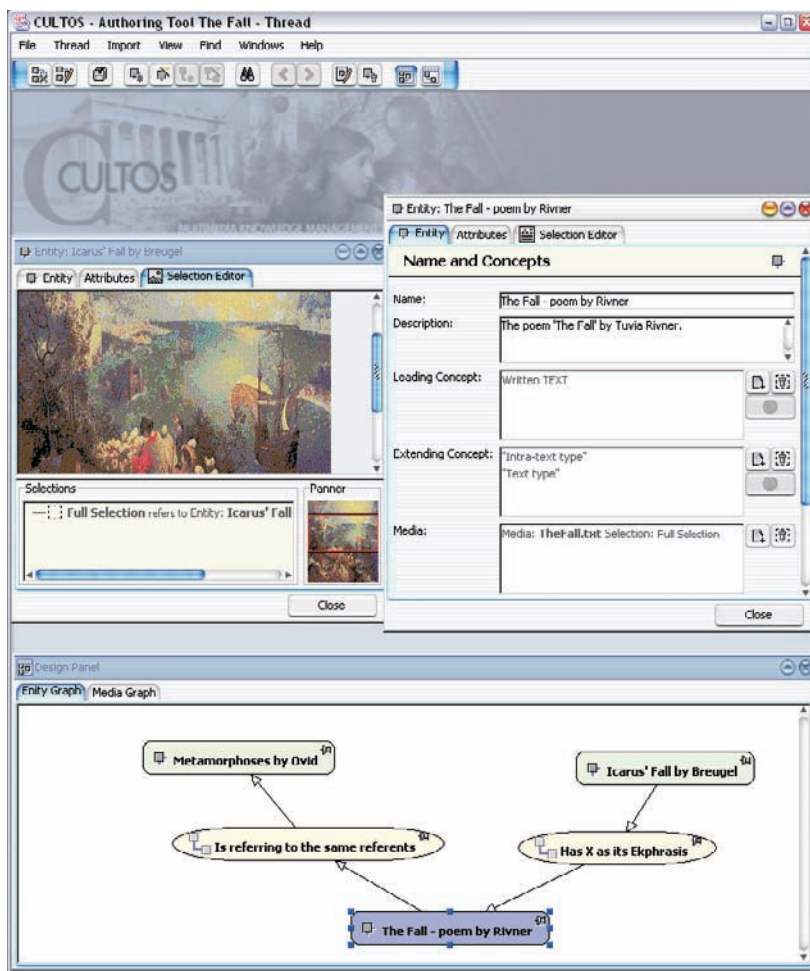 CULTOS - Authoring Tool The Fall - Thread
File Thread Import View Find Windows Help
CULTOS
MULTIMEDIA KNOWLEDGE MANAGEMENT
Entity: Icarus' Fall by Breugel
Entity Attributes Selection Editor
Selections
Full Selection refers to Entity: Icarus' Fall
Panner
Close
Entity: The Fall - poem by Rivner
Entity Attributes Selection Editor
Name and Concepts
Name: The Fall - poem by Rivner
Description: The poem 'The Fall' by Tuvia Rivner.
Leading Concept: Written TEXT
Extending Concept: "Intra-text type"
"Text type"
Media: Media: TheFall.txt Selection: Full Selection
Close
Design Panel
Enity Graph Media Graph
Metamorphoses by Ovid
Icarus' Fall by Breugel
Is referring to the same referents
Has X as its Ekphrasis
The Fall - poem by Rivner